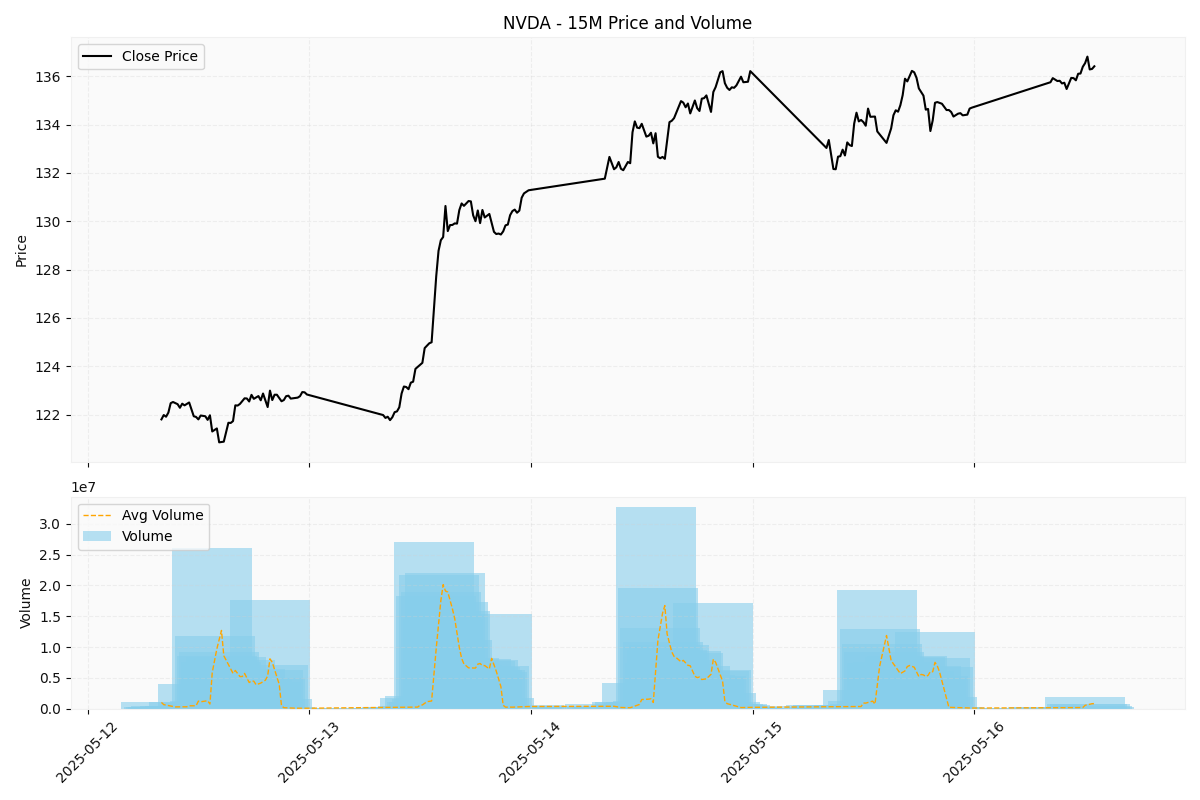 NVDA - 15M Price and Volume
Close Price
136
134
132
130
128
126
124
122
Price
1e7
Avg Volume
Volume
3.0
2.5
2.0
1.5
1.0
0.5
0.0
Volume
2025-05-12
2025-05-13
2025-05-14
2025-05-15
2025-05-16